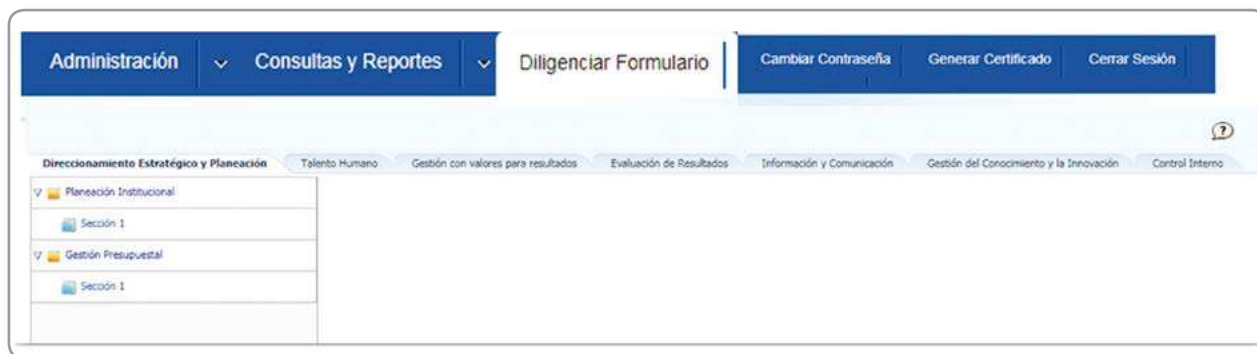 Administración Consultas y Reportes Diligenciar Formulario Cambiar Contraseña Generar Certificado Cerrar Sesión
?
Direccionamiento Estratégico y Planeación Talento Humano Gestión con valores para resultados Evaluación de Resultados Información y Comunicación Gestión del Conocimiento y la Innovación Control Interno
Planeación Institucional
Sección 1
Gestión Presupuestal
Sección 1